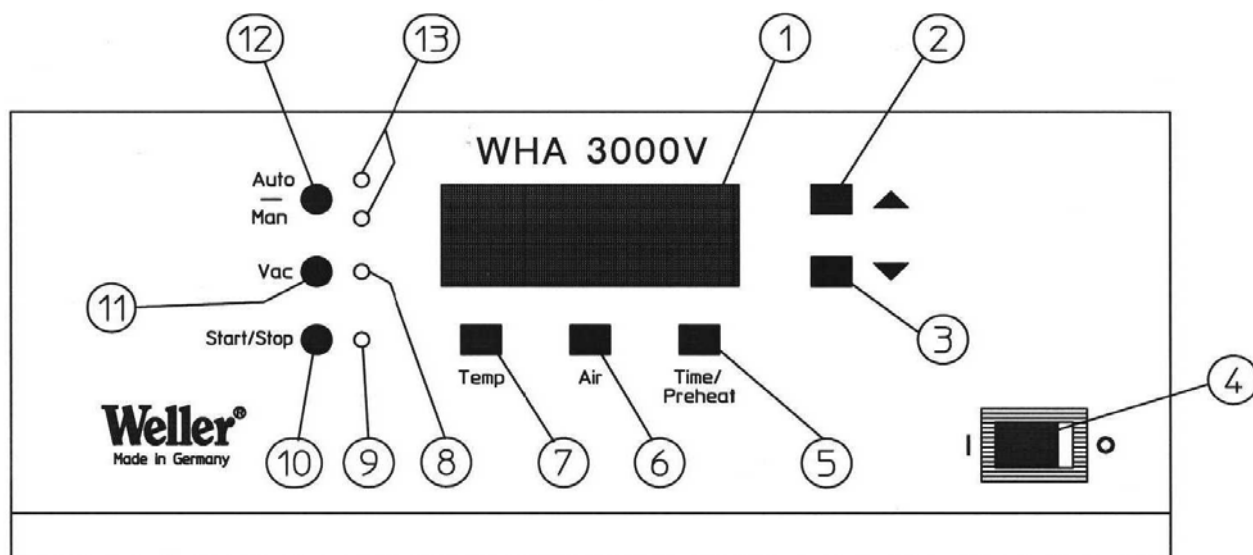 12
13
1
2
WHA 3000V
Auto
Man
Vac
11
Start/Stop
3
Temp
Air
Time/
Preheat
4
Weller®
Made in Germany
I
O
10
9
8
7
6
5